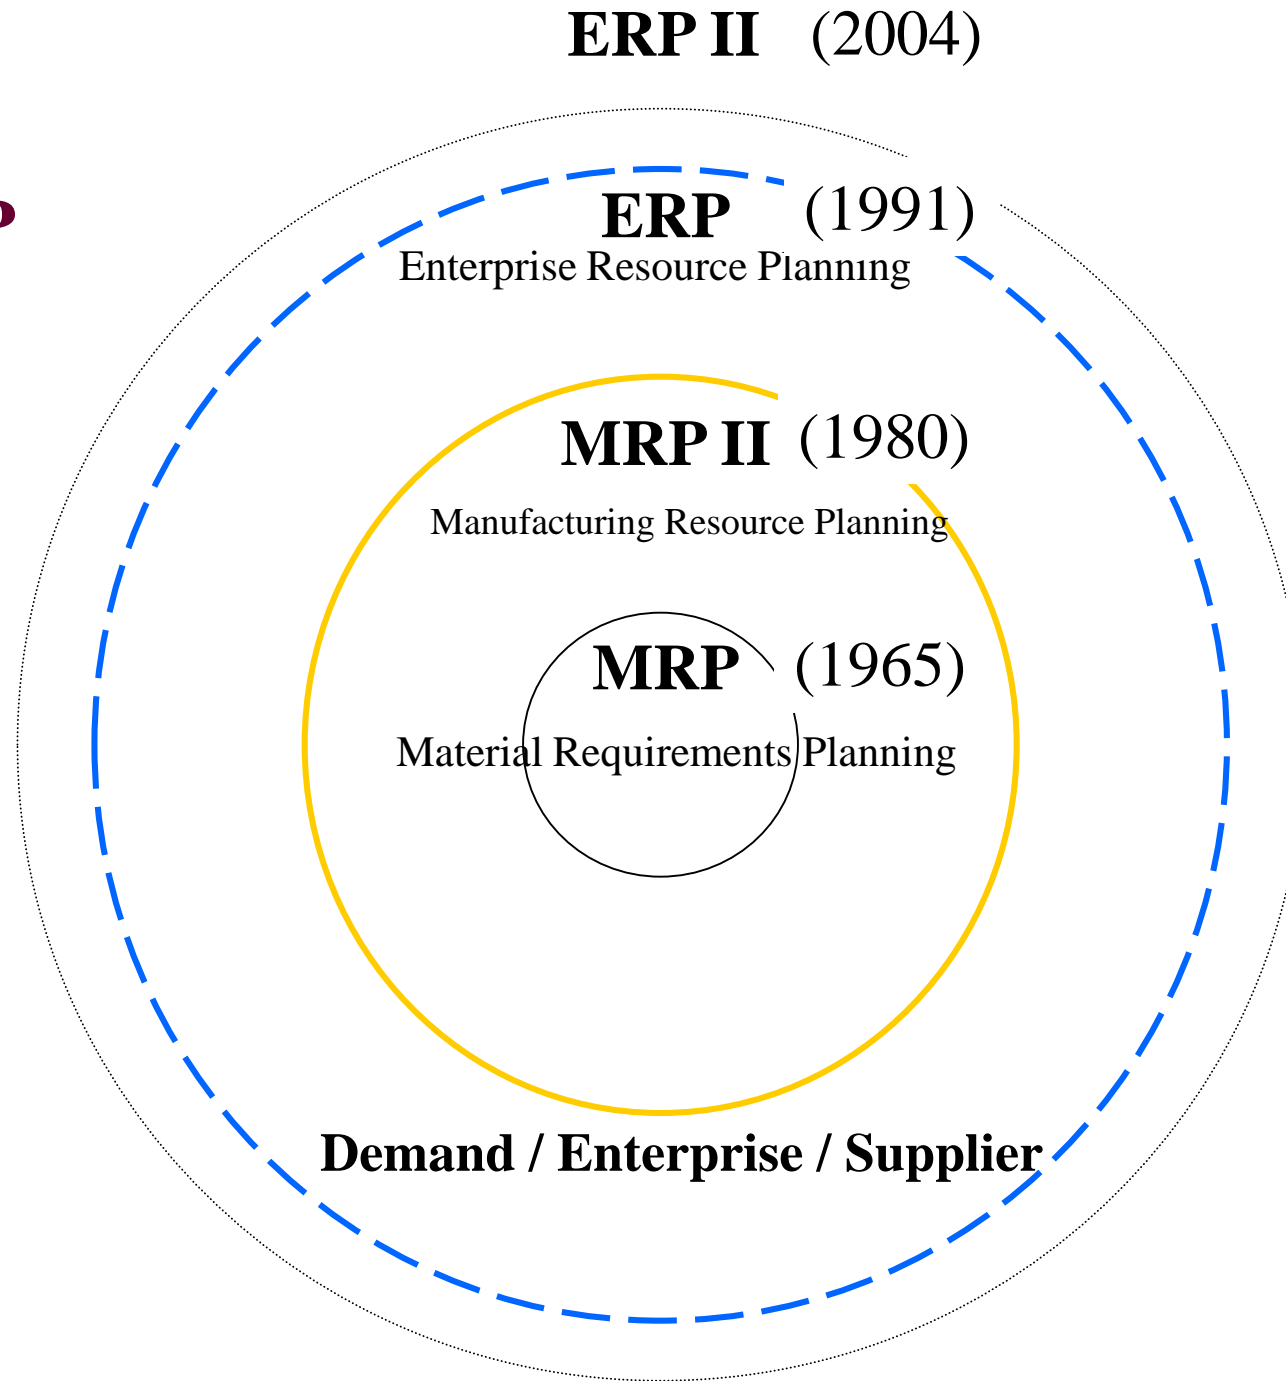 ERP II (2004)
ERP (1991)
Enterprise Resource Planning
MRP II (1980)
Manufacturing Resource Planning
MRP (1965)
Material Requirements Planning
Demand / Enterprise / Supplier